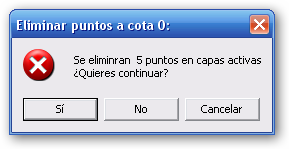 Eliminar puntos a cota 0:
Se eliminran  5 puntos en capas activas
¿Quieres continuar?
Sí
No
Cancelar